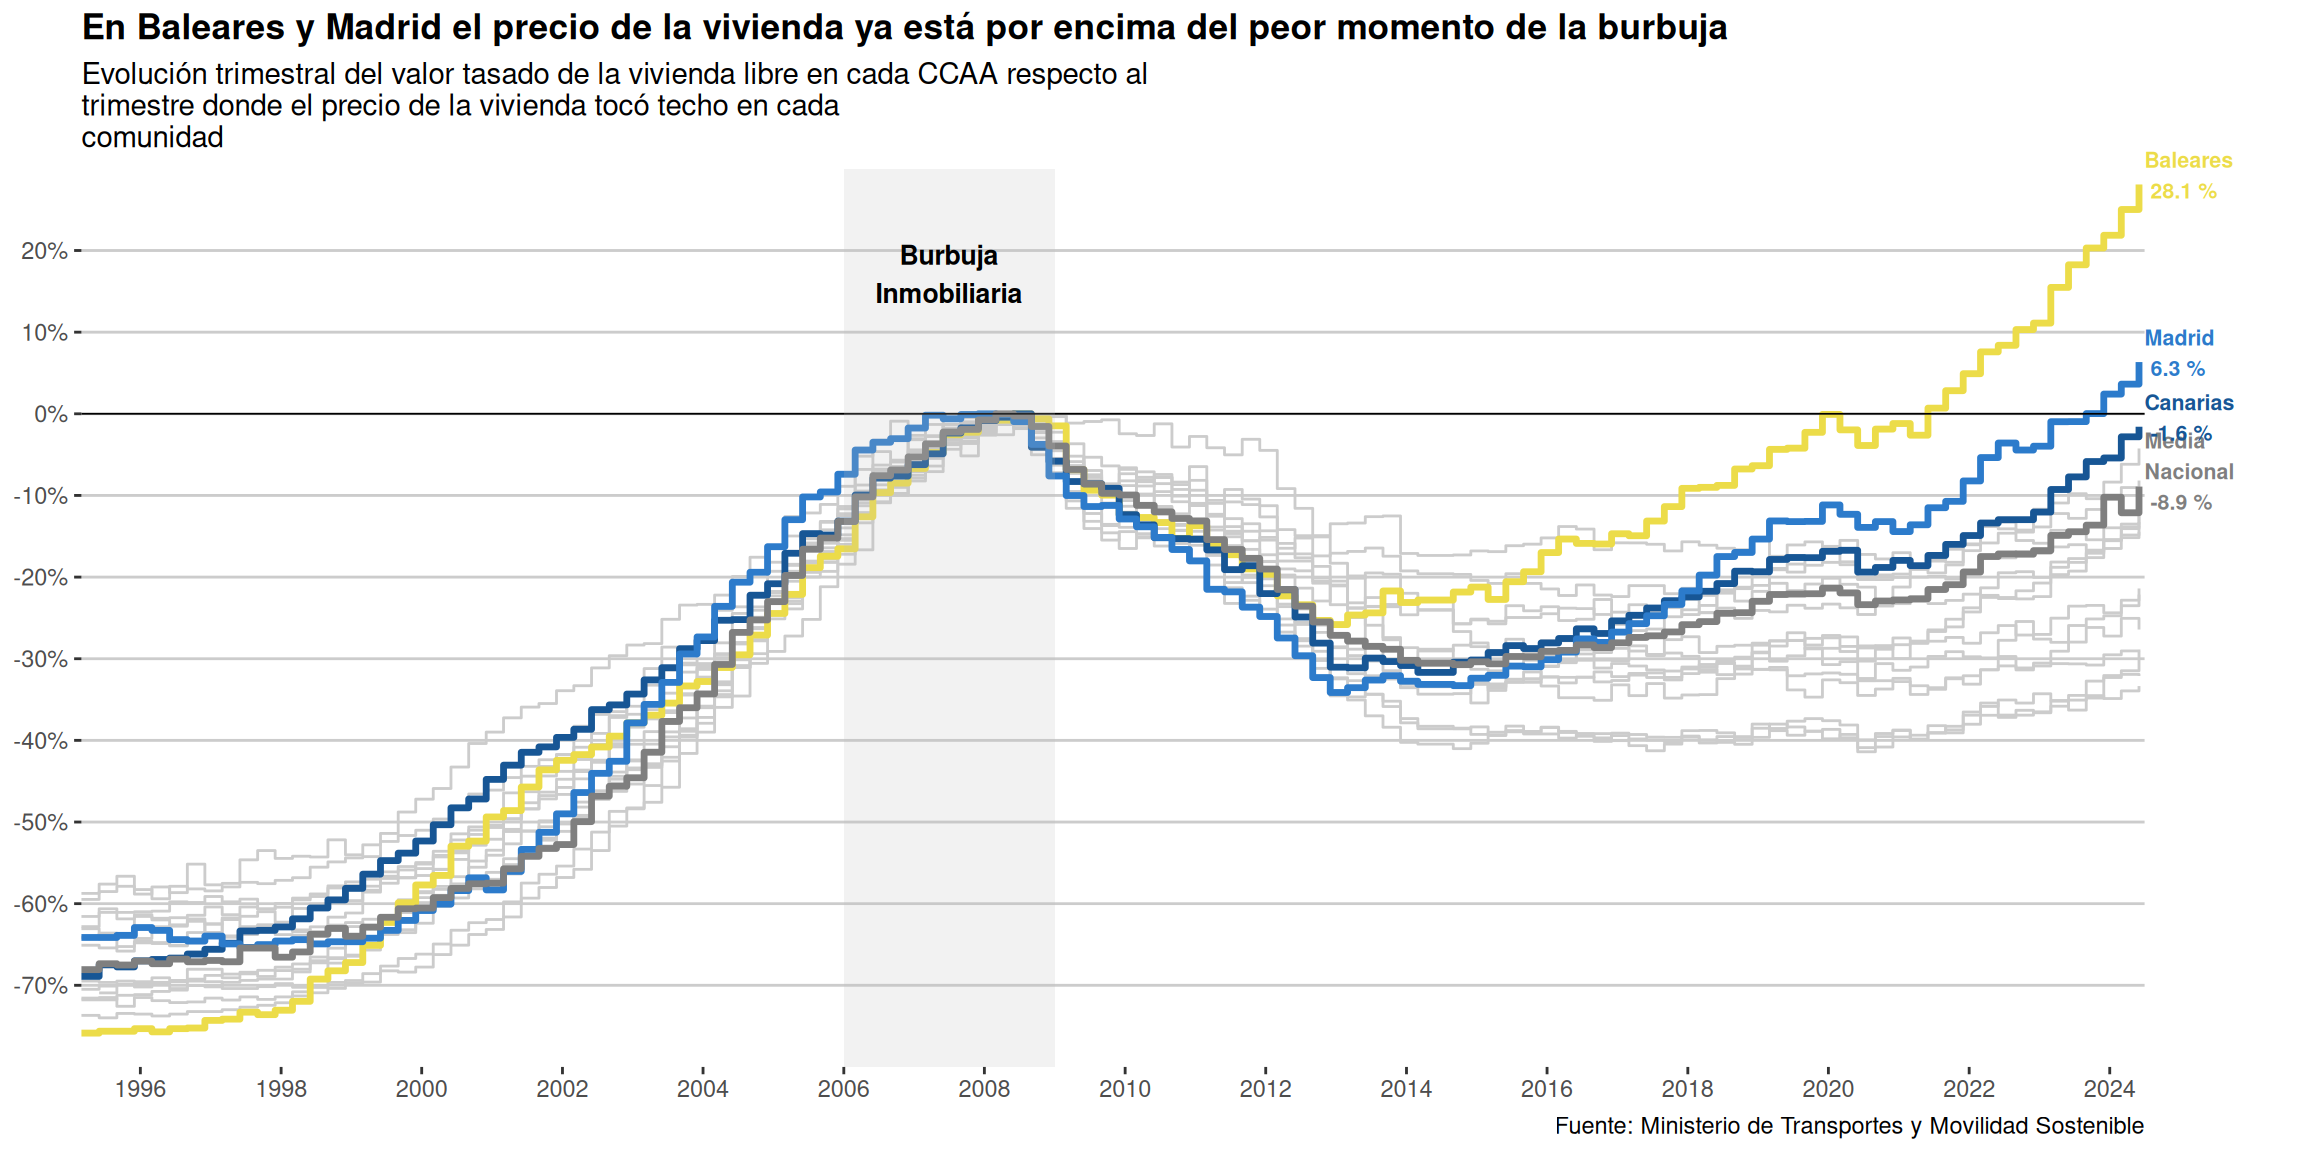 En Baleares y Madrid el precio de la vivienda ya está por encima del peor momento de la burbuja
Evolución trimestral del valor tasado de la vivienda libre en cada CCAA respecto al
trimestre donde el precio de la vivienda tocó techo en cada
comunidad
Baleares
28.1 %
20%
Burbuja
Inmobiliaria
10%
Madrid
6.3 %
0%
Canarias
-1.6 %
Media
Nacional
-8.9 %
-10%
-20%
-30%
-40%
-50%
-60%
-70%
1996 1998 2000 2002 2004 2006 2008 2010 2012 2014 2016 2018 2020 2022 2024
Fuente: Ministerio de Transportes y Movilidad Sostenible